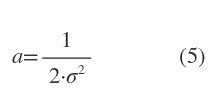 a = 1 / 2·σ² (5)